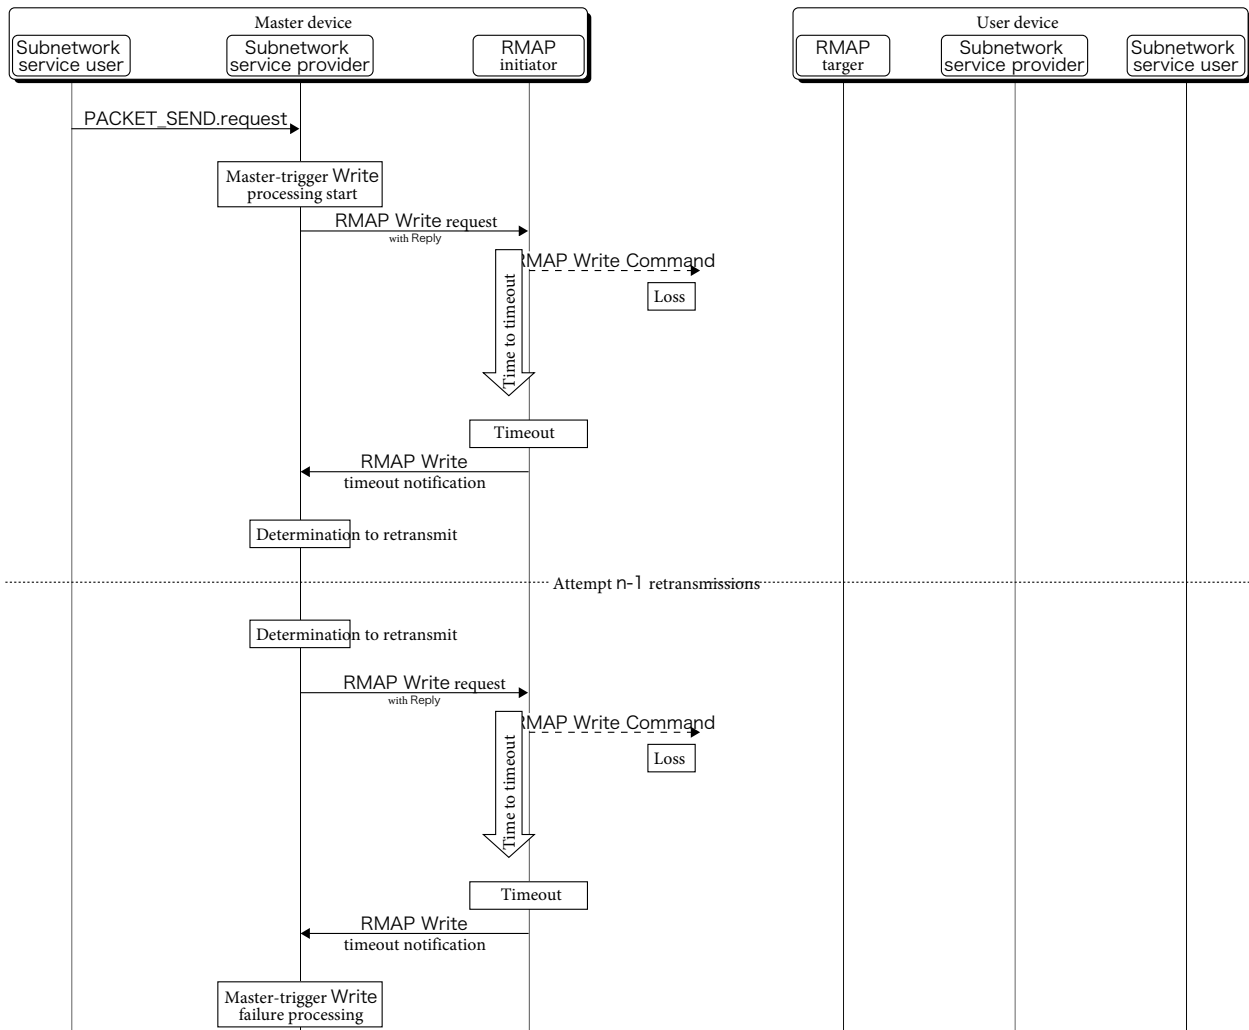 Master device
User device
Subnetwork
service user
Subnetwork
service provider
RMAP
initiator
RMAP
targer
Subnetwork
service provider
Subnetwork
service user
PACKET_SEND.request
Master-trigger Write
processing start
RMAP Write request
with Reply
RMAP Write Command
Loss
Time to timeout
Timeout
RMAP Write
timeout notification
Determination to retransmit
Attempt n-1 retransmissions
Determination to retransmit
RMAP Write request
with Reply
RMAP Write Command
Loss
Time to timeout
Timeout
RMAP Write
timeout notification
Master-trigger Write
failure processing